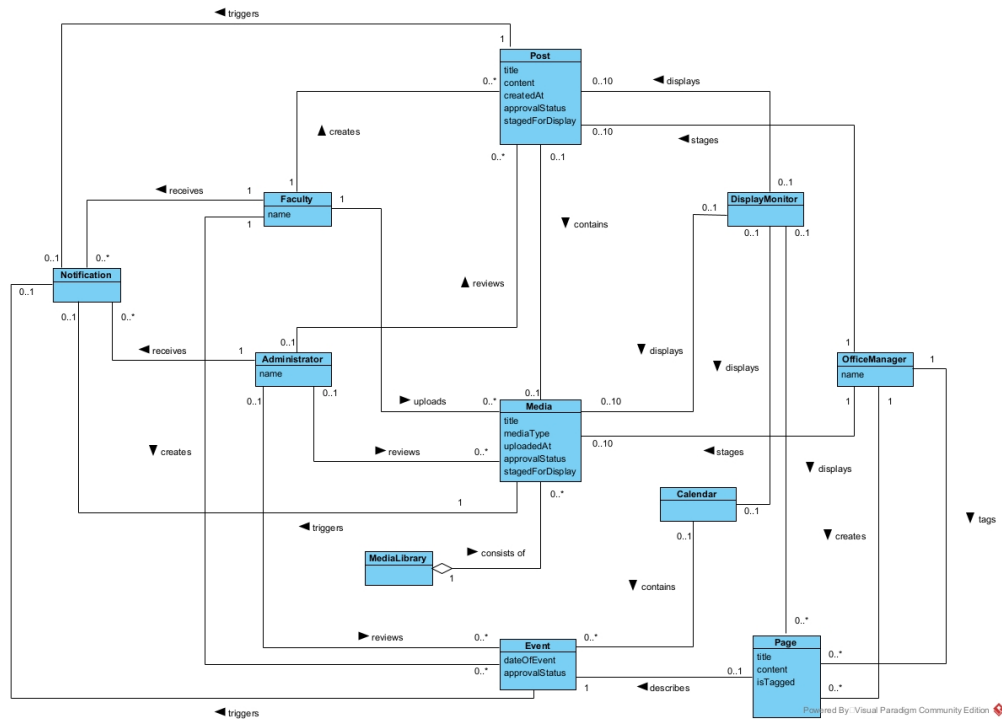 triggers
1
Post
title
content
createdAt
approvalStatus
stagedForDisplay
0..*
0..10
displays
0..10
creates
stages
0..*
0..1
receives
1
1
Faculty
name
1
1
0..1
DisplayMonitor
0..1
0..1
0..1
contains
0..1
0..*
Notification
0..1
0..1
0..*
reviews
receives
1
0..1
Administrator
name
0..1
0..1
displays
displays
1
OfficeManager
name
1
1
1
uploads
0..*
0..1
Media
title
mediaType
uploadedAt
approvalStatus
stagedForDisplay
0..10
0..10
creates
reviews
0..*
stages
displays
1
0..*
triggers
Calendar
0..1
0..1
creates
tags
MediaLibrary
1
consists of
contains
reviews
0..*
0..*
Event
dateOfEvent
approvalStatus
0..*
1
describes
0..1
0..*
Page
title
content
isTagged
0..*
0..*
triggers
Powered By Visual Paradigm Community Edition